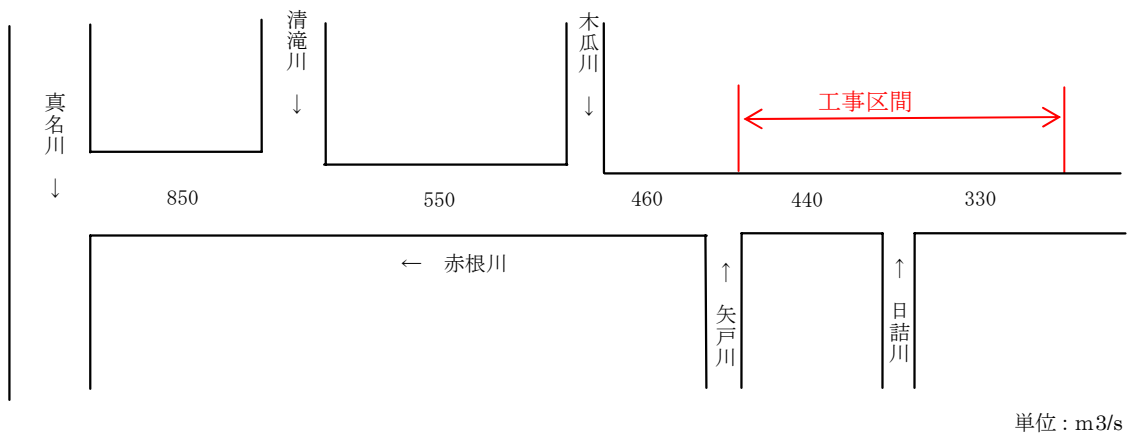 清滝川
↓
木瓜川
↓
真名川
↓
工事区間
850
550
460
440
330
← 赤根川
↑
矢戸川
↑
日詰川
単位:m3/s